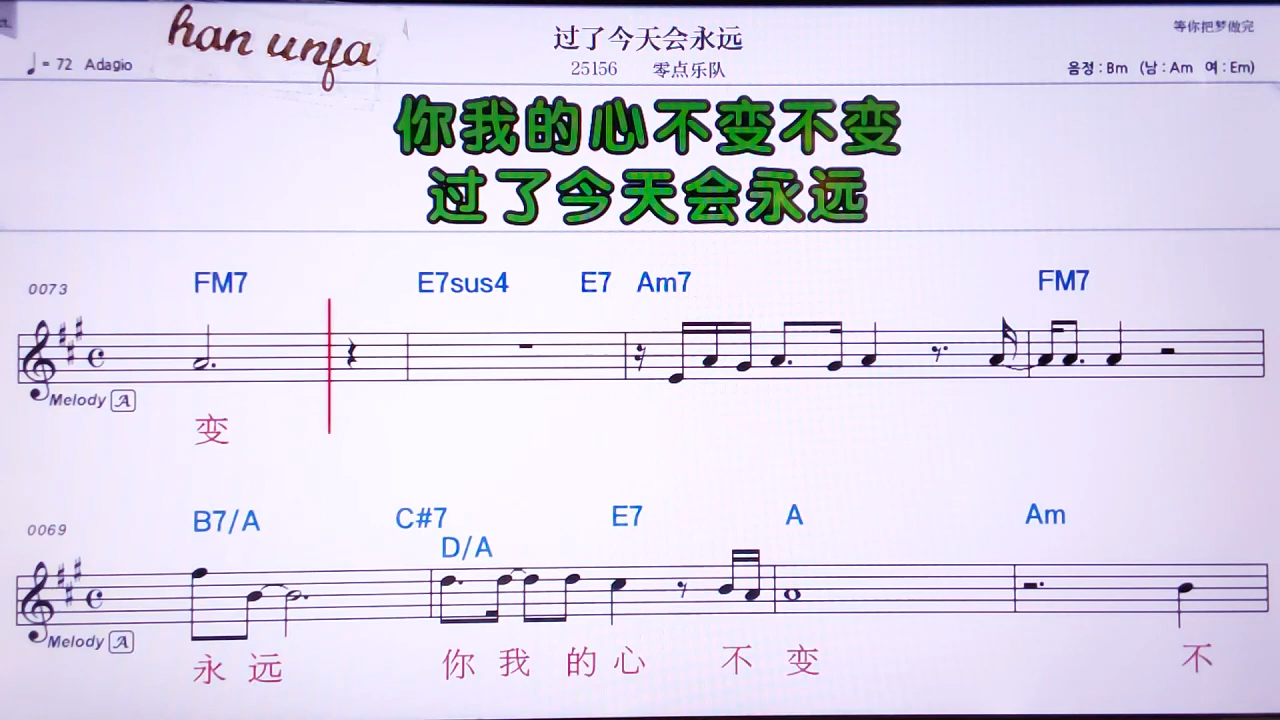 han unfa
过了今天会永远
等你把梦做完
♩= 72 Adagio
25156 零点乐队
음정 : Bm (남 : Am 여 : Em)
你我的心不变不变
过了今天会永远
0073
FM7 E7sus4 E7 Am7 FM7
Melody A
变
0069
B7/A C#7 E7 A Am
D/A
Melody A
永 远 你 我 的 心 不 变 不